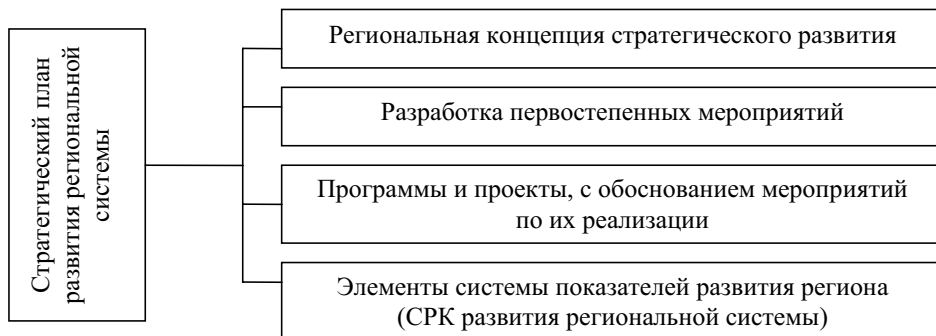 Стратегический план
развития региональной
системы
Региональная концепция стратегического развития
Разработка первостепенных мероприятий
Программы и проекты, с обоснованием мероприятий
по их реализации
Элементы системы показателей развития региона
(СРК развития региональной системы)